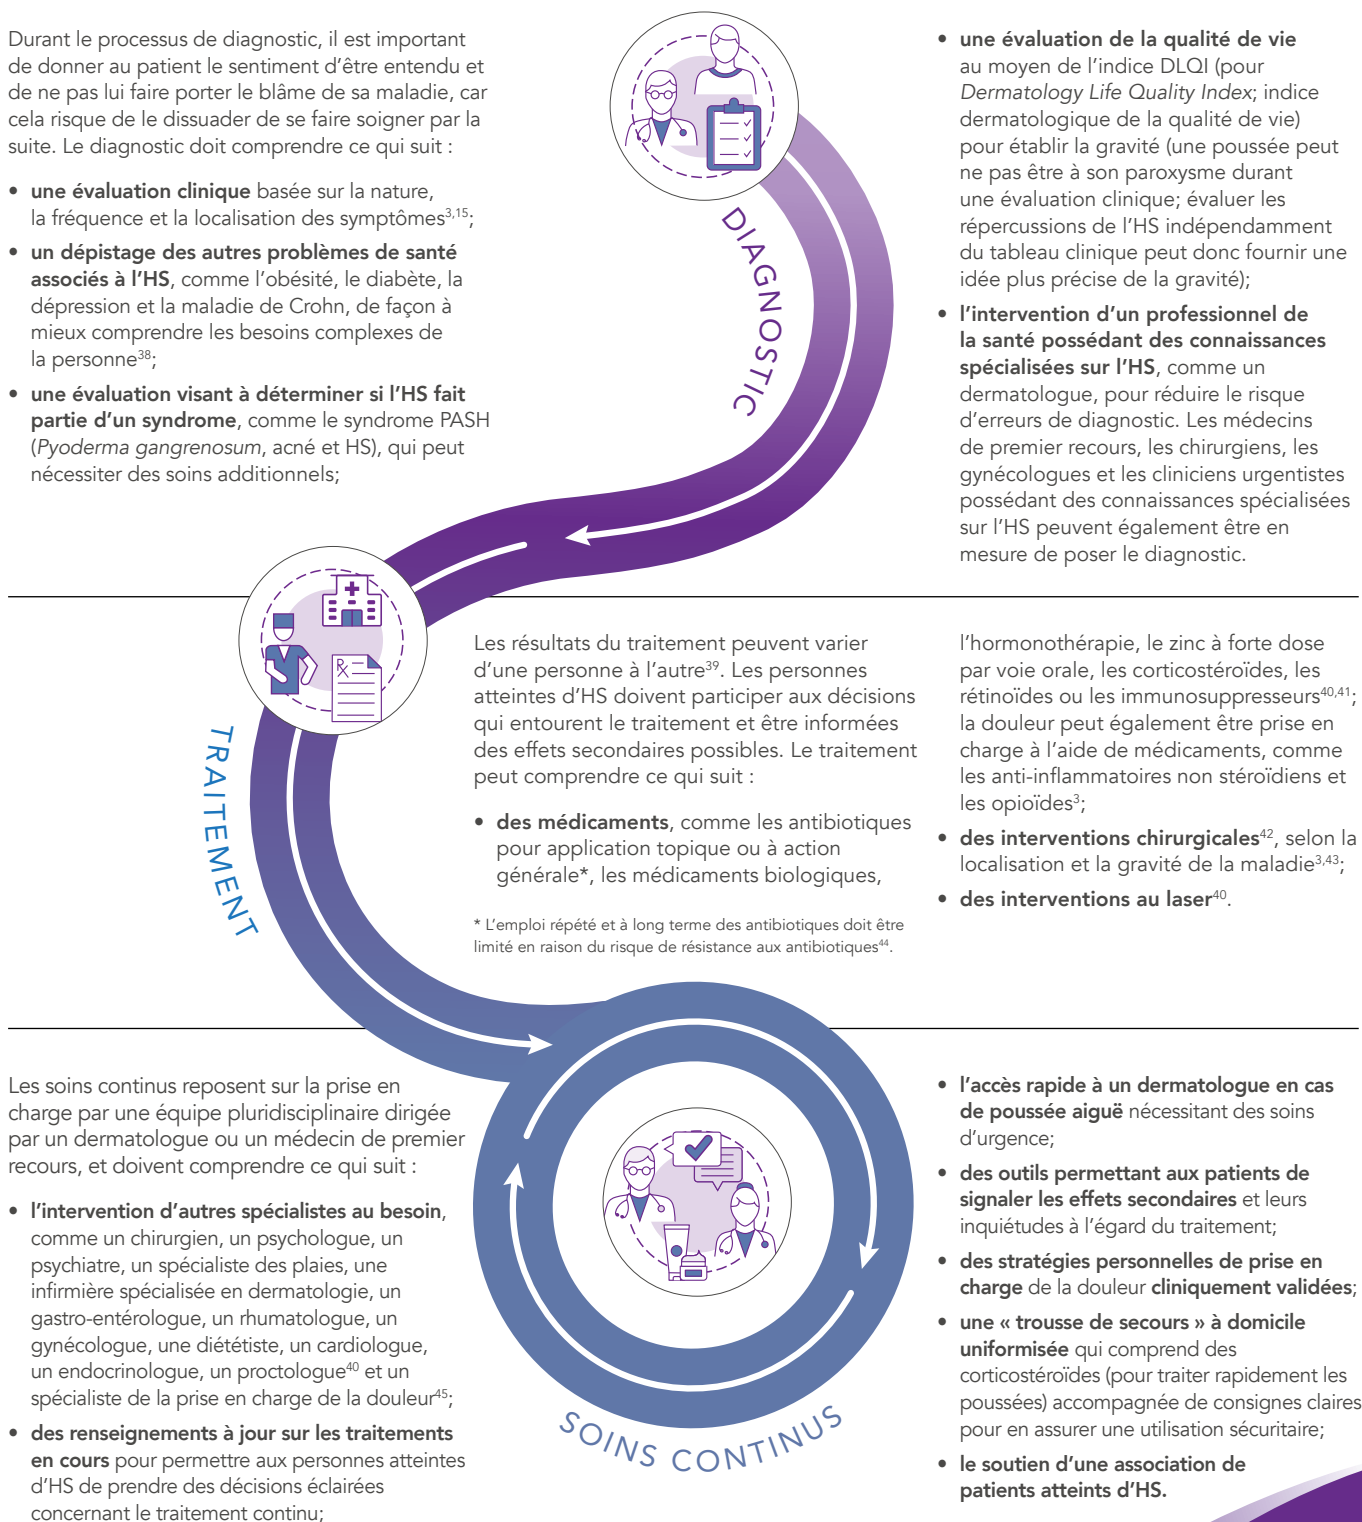 Durant le processus de diagnostic, il est important
de donner au patient le sentiment d'être entendu et
de ne pas lui faire porter le blâme de sa maladie, car
cela risque de le dissuader de se faire soigner par la
suite. Le diagnostic doit comprendre ce qui suit :
• une évaluation clinique basée sur la nature,
la fréquence et la localisation des symptômes3,15;
• un dépistage des autres problèmes de santé
associés à l'HS, comme l'obésité, le diabète, la
dépression et la maladie de Crohn, de façon à
mieux comprendre les besoins complexes de
la personne38;
• une évaluation visant à déterminer si l'HS fait
partie d'un syndrome, comme le syndrome PASH
(Pyoderma gangrenosum, acné et HS), qui peut
nécessiter des soins additionnels;
DIAGNOSTIC
• une évaluation de la qualité de vie
au moyen de l'indice DLQI (pour
Dermatology Life Quality Index; indice
dermatologique de la qualité de vie)
pour établir la gravité (une poussée peut
ne pas être à son paroxysme durant
une évaluation clinique; évaluer les
répercussions de l'HS indépendamment
du tableau clinique peut donc fournir une
idée plus précise de la gravité);
• l'intervention d'un professionnel de
la santé possédant des connaissances
spécialisées sur l'HS, comme un
dermatologue, pour réduire le risque
d'erreurs de diagnostic. Les médecins
de premier recours, les chirurgiens, les
gynécologues et les cliniciens urgentistes
possédant des connaissances spécialisées
sur l'HS peuvent également être en
mesure de poser le diagnostic.
Rx
TRAITEMENT
Les résultats du traitement peuvent varier
d'une personne à l'autre39. Les personnes
atteintes d'HS doivent participer aux décisions
qui entourent le traitement et être informées
des effets secondaires possibles. Le traitement
peut comprendre ce qui suit :
• des médicaments, comme les antibiotiques
pour application topique ou à action
générale*, les médicaments biologiques,
* L'emploi répété et à long terme des antibiotiques doit être
limité en raison du risque de résistance aux antibiotiques44.
l'hormonothérapie, le zinc à forte dose
par voie orale, les corticostéroïdes, les
rétinoïdes ou les immunosuppresseurs40,41;
la douleur peut également être prise en
charge à l'aide de médicaments, comme
les anti-inflammatoires non stéroïdiens et
les opioïdes3;
• des interventions chirurgicales42, selon la
localisation et la gravité de la maladie3,43;
• des interventions au laser40.
Les soins continus reposent sur la prise en
charge par une équipe pluridisciplinaire dirigée
par un dermatologue ou un médecin de premier
recours, et doivent comprendre ce qui suit :
• l'intervention d'autres spécialistes au besoin,
comme un chirurgien, un psychologue, un
psychiatre, un spécialiste des plaies, une
infirmière spécialisée en dermatologie, un
gastro-entérologue, un rhumatologue, un
gynécologue, une diététiste, un cardiologue,
un endocrinologue, un proctologue40 et un
spécialiste de la prise en charge de la douleur45;
• des renseignements à jour sur les traitements
en cours pour permettre aux personnes atteintes
d'HS de prendre des décisions éclairées
concernant le traitement continu;
SOINS CONTINUS
• l'accès rapide à un dermatologue en cas
de poussée aiguë nécessitant des soins
d'urgence;
• des outils permettant aux patients de
signaler les effets secondaires et leurs
inquiétudes à l'égard du traitement;
• des stratégies personnelles de prise en
charge de la douleur cliniquement validées;
• une « trousse de secours » à domicile
uniformisée qui comprend des
corticostéroïdes (pour traiter rapidement les
poussées) accompagnée de consignes claires
pour en assurer une utilisation sécuritaire;
• le soutien d'une association de
patients atteints d'HS.